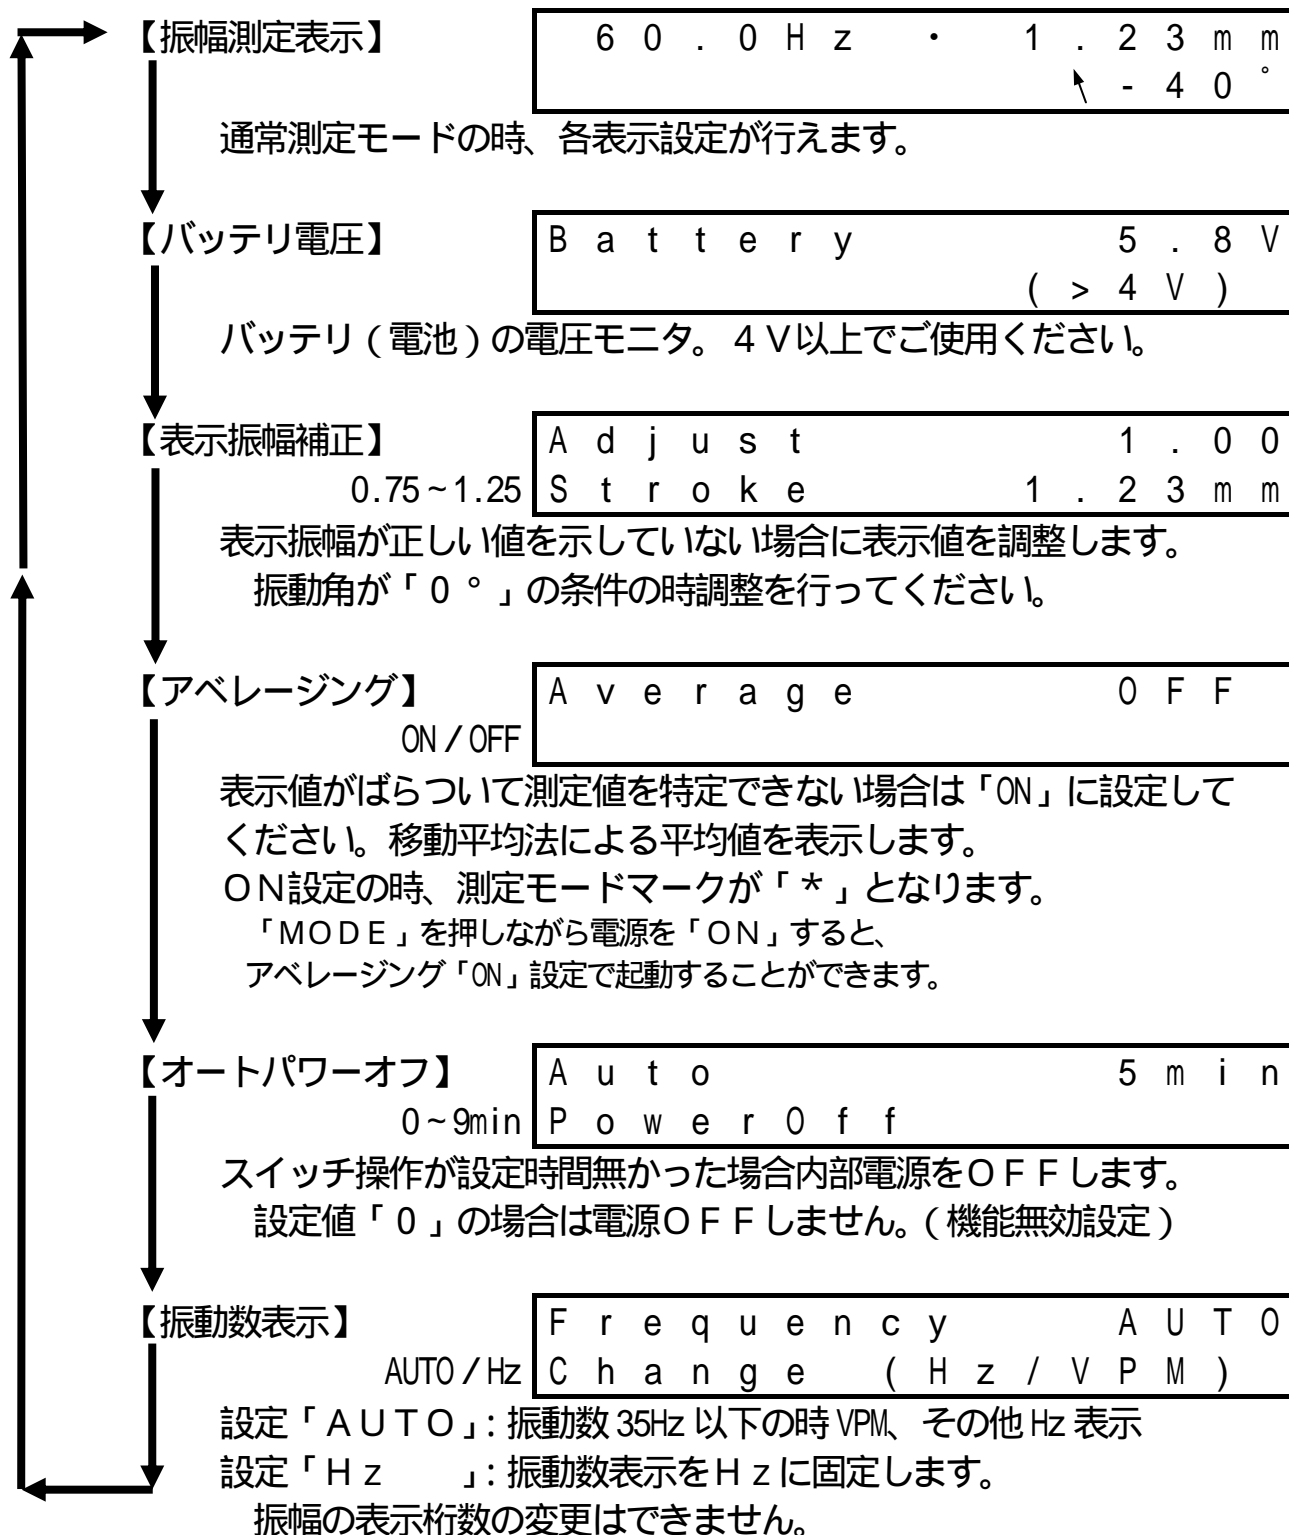 【振幅測定表示】 60.0Hz ・ 1.23mm
-40°
通常測定モードの時、各表示設定が行えます。
【バッテリ電圧】 Battery 5.8V
(>4V)
バッテリ(電池)の電圧モニタ。4V以上でご使用ください。
【表示振幅補正】 Adjust 1.00
0.75~1.25 Stroke 1.23mm
表示振幅が正しい値を示していない場合に表示値を調整します。
振動角が「0°」の条件の時調整を行ってください。
【アベレージング】 Average OFF
ON/OFF
表示値がばらついて測定値を特定できない場合は「ON」に設定して
ください。移動平均法による平均値を表示します。
ON設定の時、測定モードマークが「*」となります。
「MODE」を押しながら電源を「ON」すると、
アベレージング「ON」設定で起動することができます。
【オートパワーオフ】 Auto 5min
0~9min PowerOff
スイッチ操作が設定時間無かった場合内部電源をOFFします。
設定値「0」の場合は電源OFFしません。(機能無効設定)
【振動数表示】 Frequency AUTO
AUTO/Hz Change (Hz/VPM)
設定「AUTO」:振動数35Hz以下の時VPM、その他Hz表示
設定「Hz 」:振動数表示をHzに固定します。
振幅の表示桁数の変更はできません。